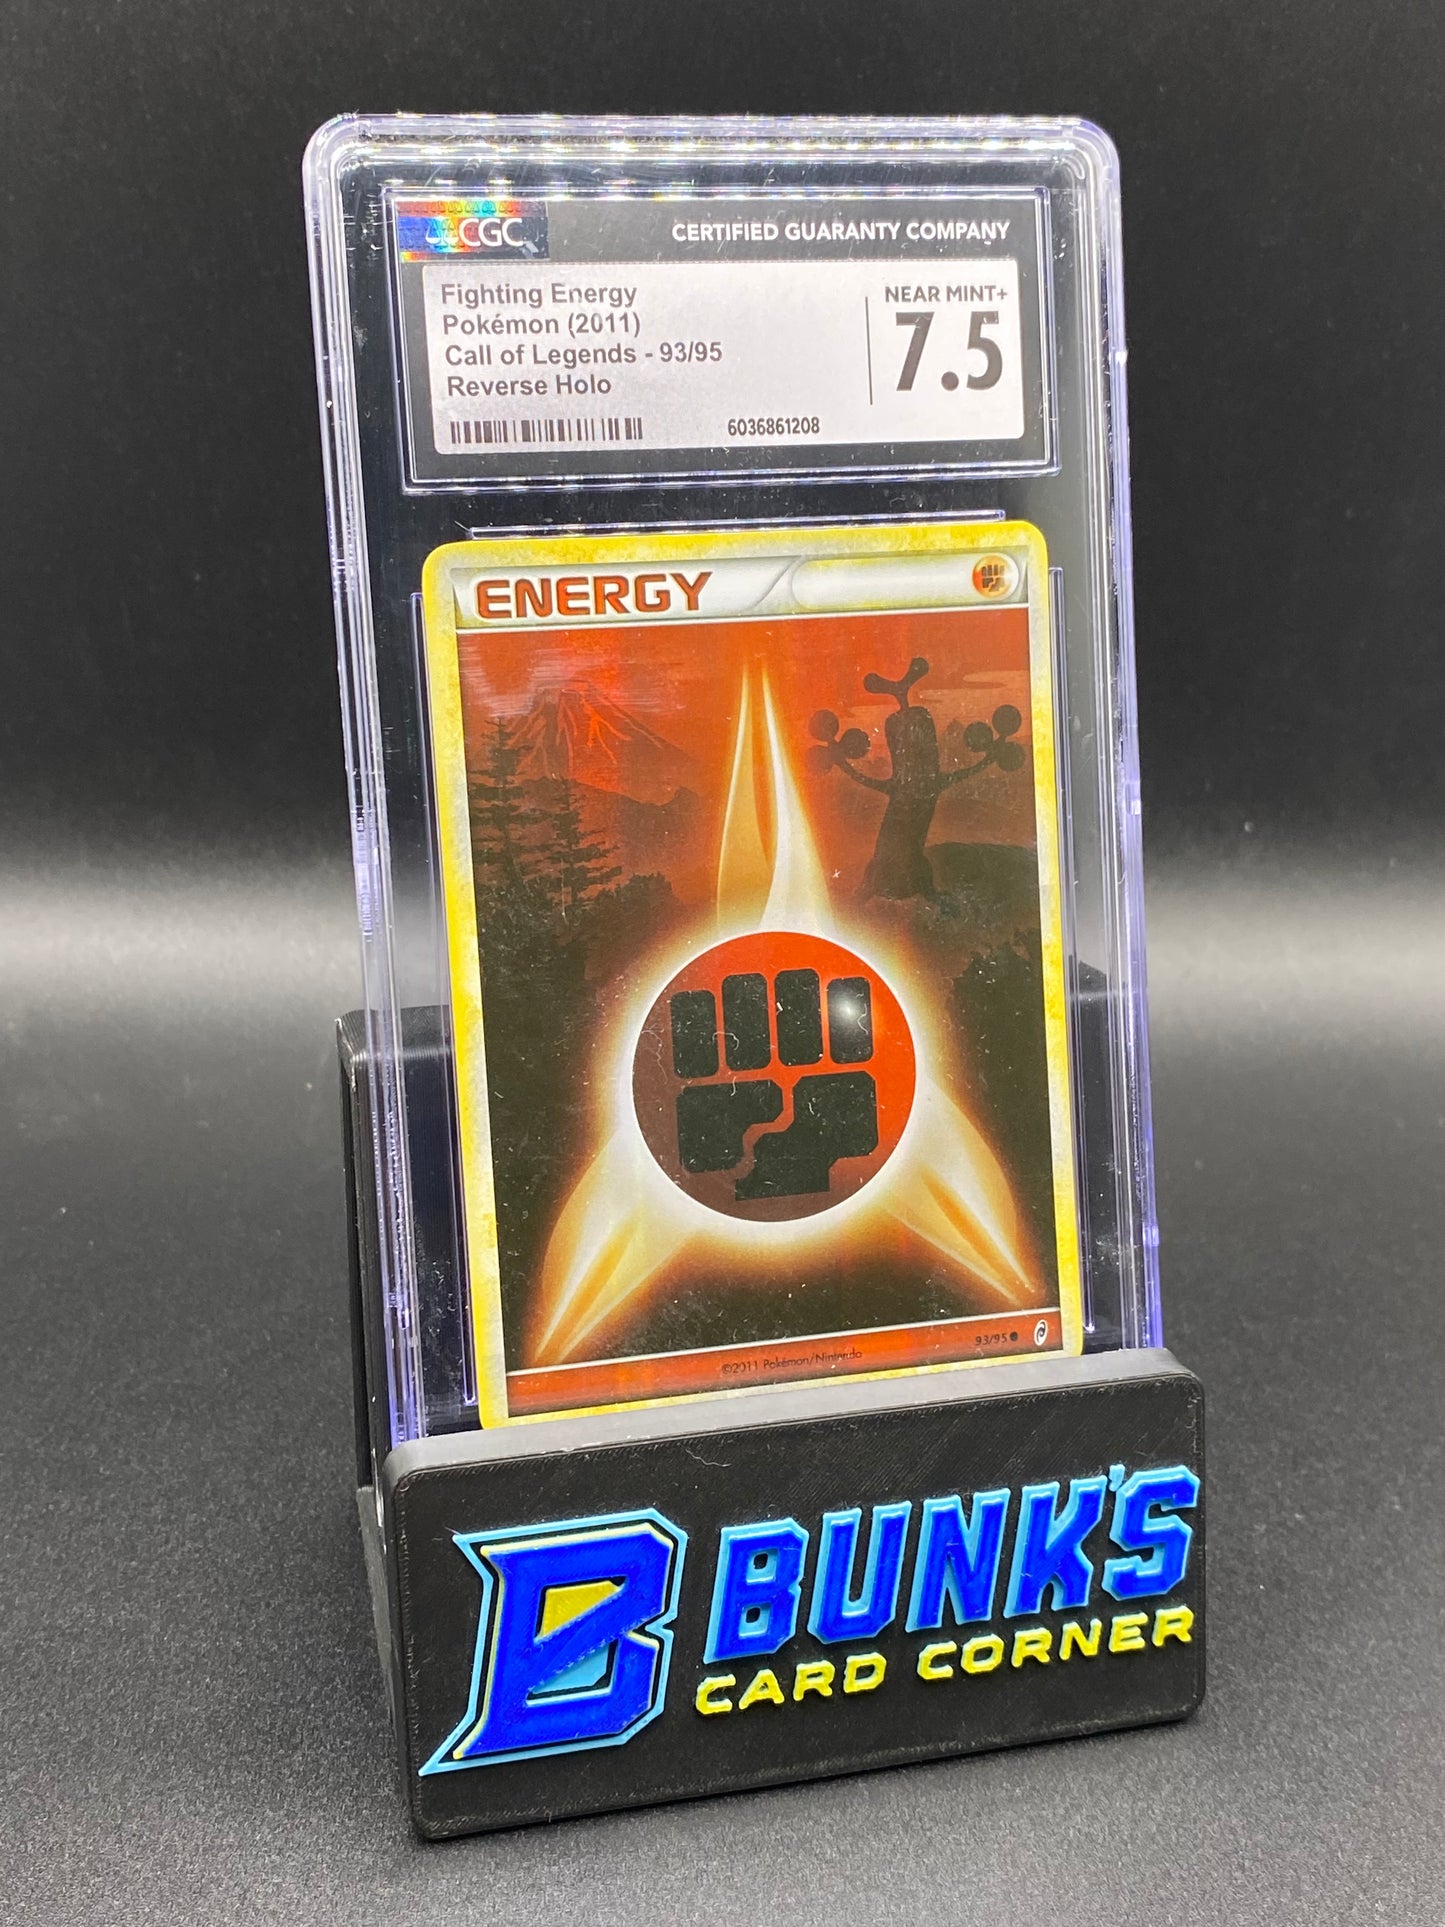 CGC
CERTIFIED GUARANTY COMPANY
Fighting Energy
Pokémon (2011)
Call of Legends - 93/95
Reverse Holo
NEAR MINT+
7.5
6036861208
ENERGY
93/95
©2011 Pokémon/Nintendo
B
BUNK'S
CARD CORNER